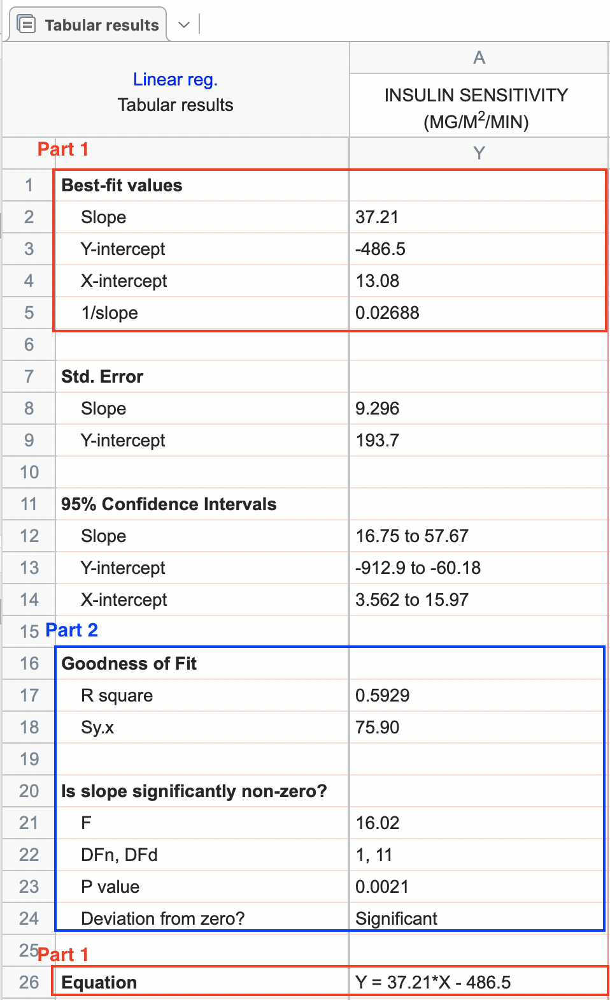 Tabular results
Linear reg.
Tabular results
A
INSULIN SENSITIVITY
(MG/M²/MIN)
Part 1
Y
1 Best-fit values
2 Slope 37.21
3 Y-intercept -486.5
4 X-intercept 13.08
5 1/slope 0.02688
6
7 Std. Error
8 Slope 9.296
9 Y-intercept 193.7
10
11 95% Confidence Intervals
12 Slope 16.75 to 57.67
13 Y-intercept -912.9 to -60.18
14 X-intercept 3.562 to 15.97
15 Part 2
16 Goodness of Fit
17 R square 0.5929
18 Sy.x 75.90
19
20 Is slope significantly non-zero?
21 F 16.02
22 DFn, DFd 1, 11
23 P value 0.0021
24 Deviation from zero? Significant
25 Part 1
26 Equation Y = 37.21*X - 486.5